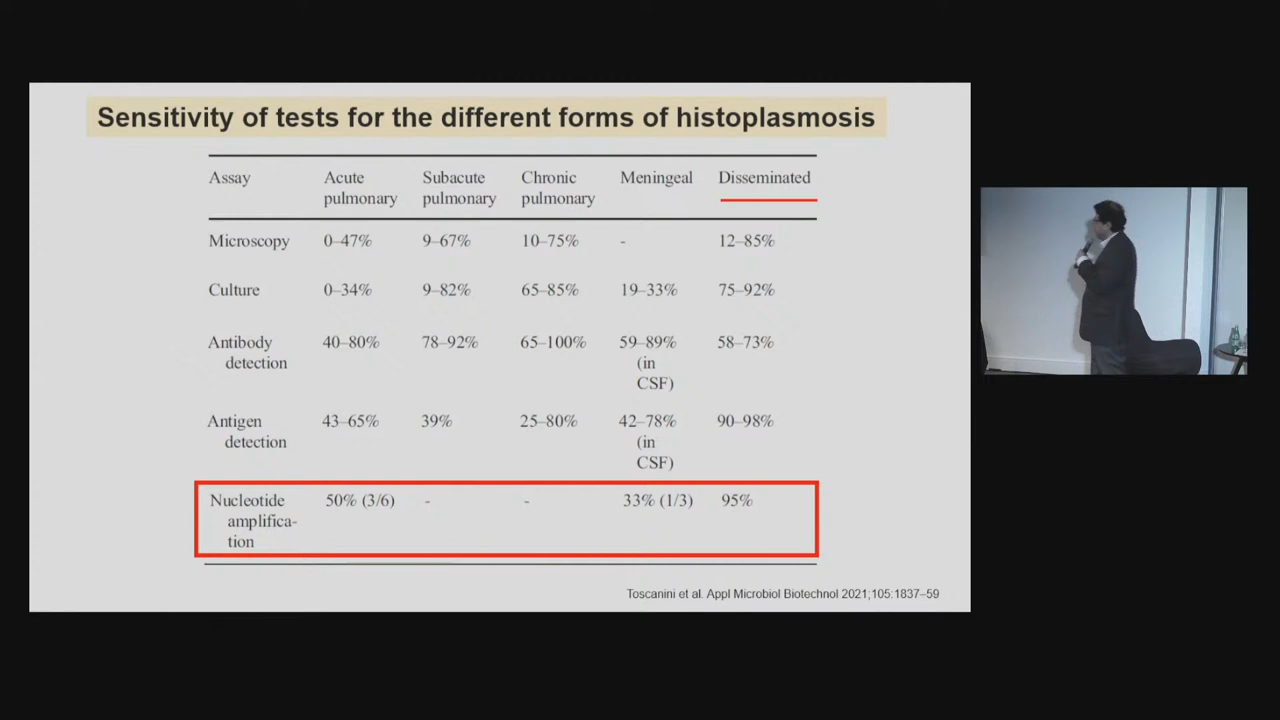 Sensitivity of tests for the different forms of histoplasmosis
Assay Acute pulmonary Subacute pulmonary Chronic pulmonary Meningeal Disseminated
Microscopy 0–47% 9–67% 10–75% - 12–85%
Culture 0–34% 9–82% 65–85% 19–33% 75–92%
Antibody detection 40–80% 78–92% 65–100% 59–89% (in CSF) 58–73%
Antigen detection 43–65% 39% 25–80% 42–78% (in CSF) 90–98%
Nucleotide amplifica-tion 50% (3/6) - - 33% (1/3) 95%
Toscanini et al. Appl Microbiol Biotechnol 2021;105:1837–59